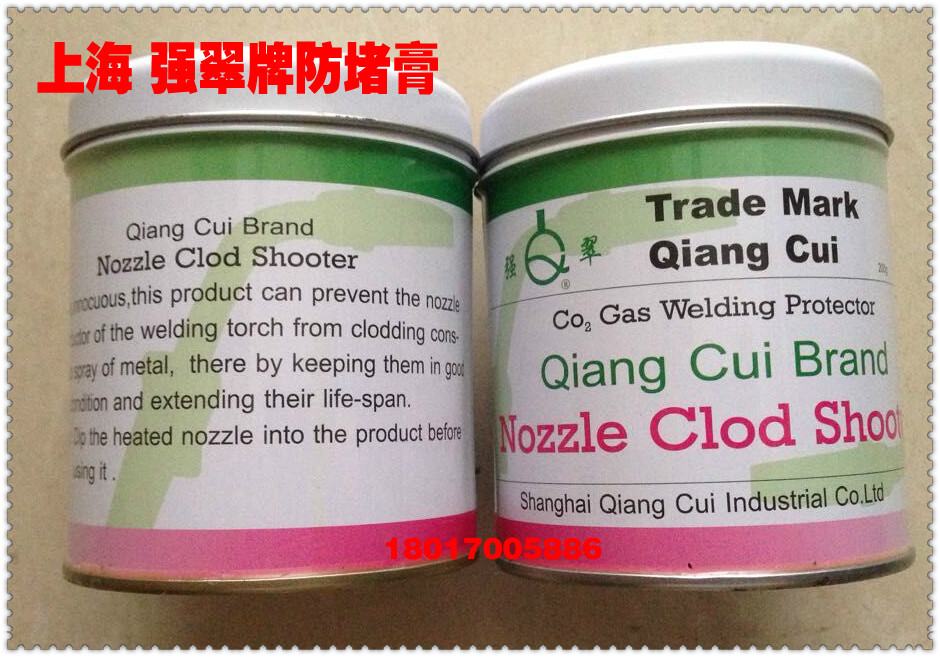 上海 强翠牌防堵膏
Qiang Cui Brand
Nozzle Clod Shooter
,this product can prevent the nozzle
of the welding torch from clodding cons-
spray of metal, there by keeping them in good
and extending their life-span.
Dip the heated nozzle into the product before
using it .
强 翠
®
Trade Mark
Qiang Cui
200g
Co₂ Gas Welding Protector
Qiang Cui Brand
Nozzle Clod Shoot
Shanghai Qiang Cui Industrial Co.Ltd
18017005886